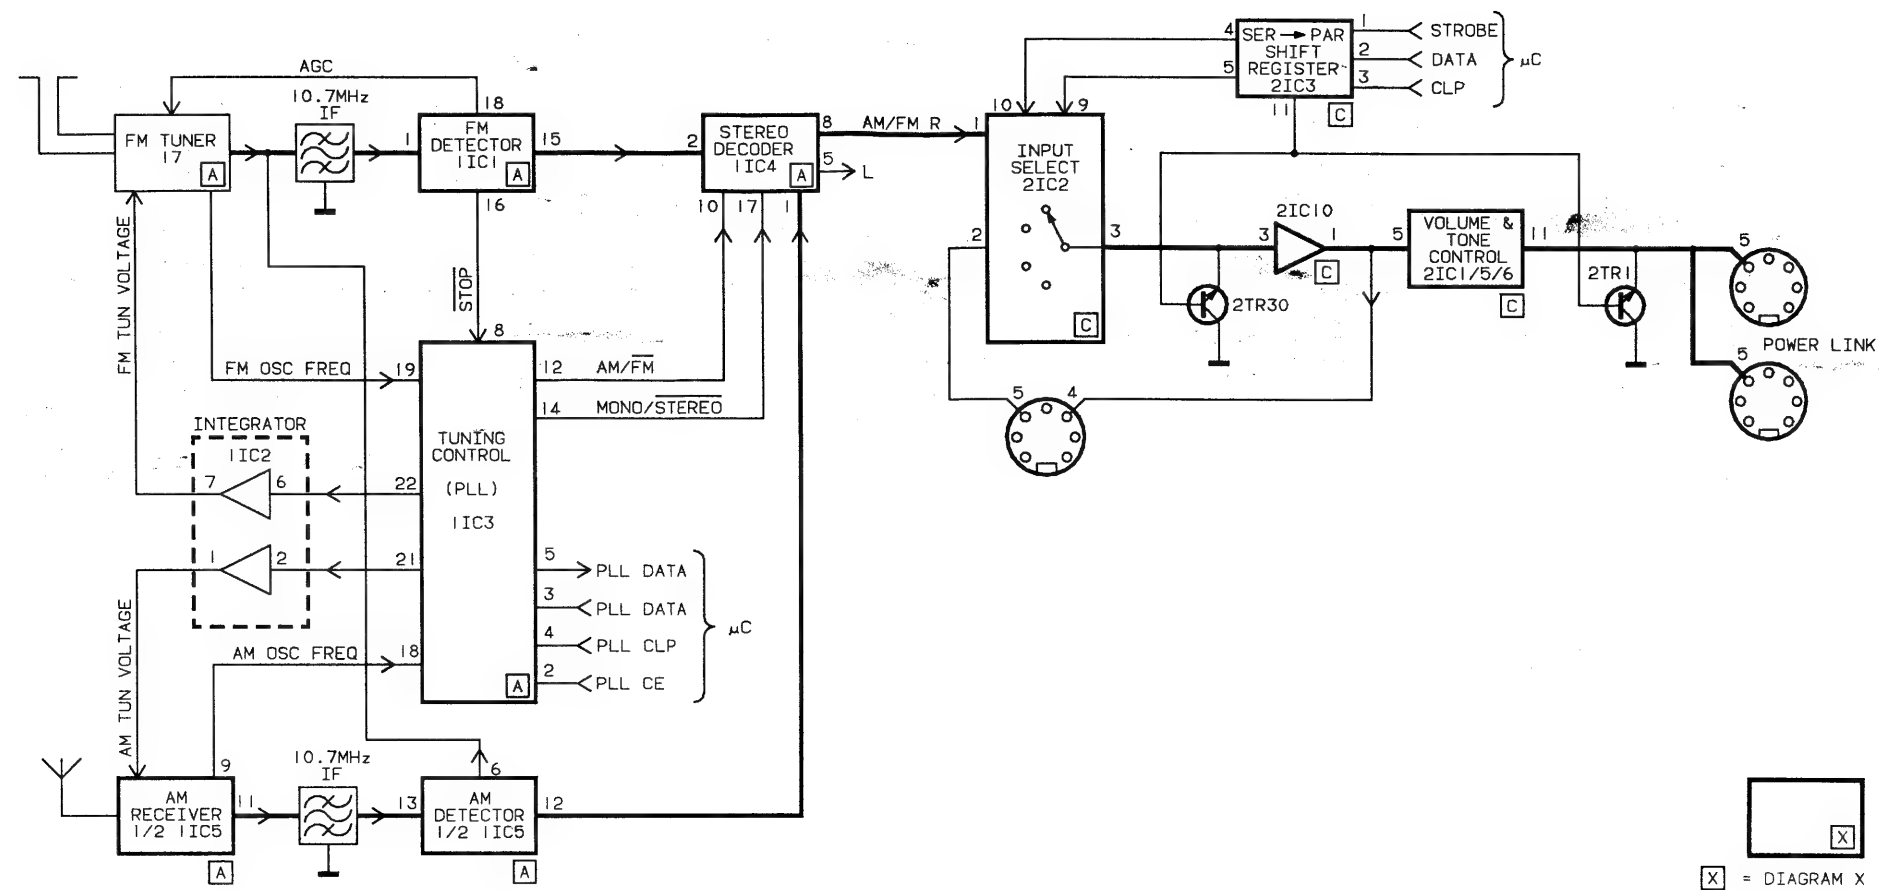 AGC
10.7MHz
IF
18
FM TUNER
17
A
1
FM
DETECTOR
1IC1
A
15
16
2
STEREO
DECODER
1IC4
A
8
AM/FM R
5
L
10
17
1
1
10
9
INPUT
SELECT
2IC2
2
3
C
4
5
SER → PAR
SHIFT
REGISTER
2IC3
11
C
1
STROBE
2
DATA
3
CLP
μC
2TR30
2IC10
3
1
C
5
VOLUME &
TONE
CONTROL
2IC1/5/6
11
C
2TR1
5
POWER LINK
5
5
4
FM TUN VOLTAGE
S̅T̅O̅P̅
8
FM OSC FREQ
19
12
AM/F̅M̅
14
MONO/S̅T̅E̅R̅E̅O̅
TUNING
CONTROL
(PLL)
1IC3
A
INTEGRATOR
1IC2
7
6
22
1
2
21
5
PLL DATA
3
PLL DATA
4
PLL CLP
2
PLL CE
μC
AM TUN VOLTAGE
AM OSC FREQ
18
9
AM
RECEIVER
1/2 1IC5
A
11
10.7MHz
IF
13
6
AM
DETECTOR
1/2 1IC5
A
12
X
X = DIAGRAM X